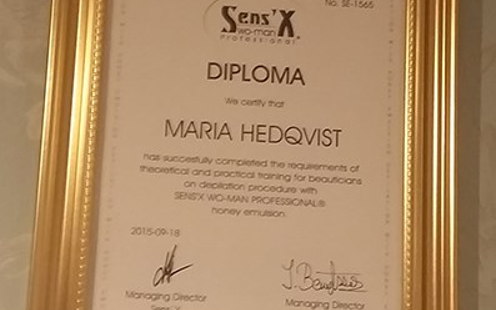 No. SE-1565
Sens'X
wo-man
Professional
DIPLOMA
We certify that
MARIA HEDQVIST
has succesfully completed the requirements of
theoretical and practical training for beauticians
on depilation procedure with
SENS'X WO-MAN PROFESSIONAL®
honey emulsion.
2015-09-18
Managing Director
Managing Director
Sens'X